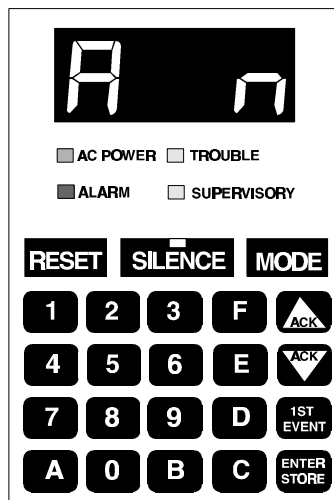 A n
AC POWER TROUBLE
ALARM SUPERVISORY
RESET SILENCE MODE
1 2 3 F ACK
4 5 6 E ACK
7 8 9 D 1ST EVENT
A 0 B C ENTER STORE